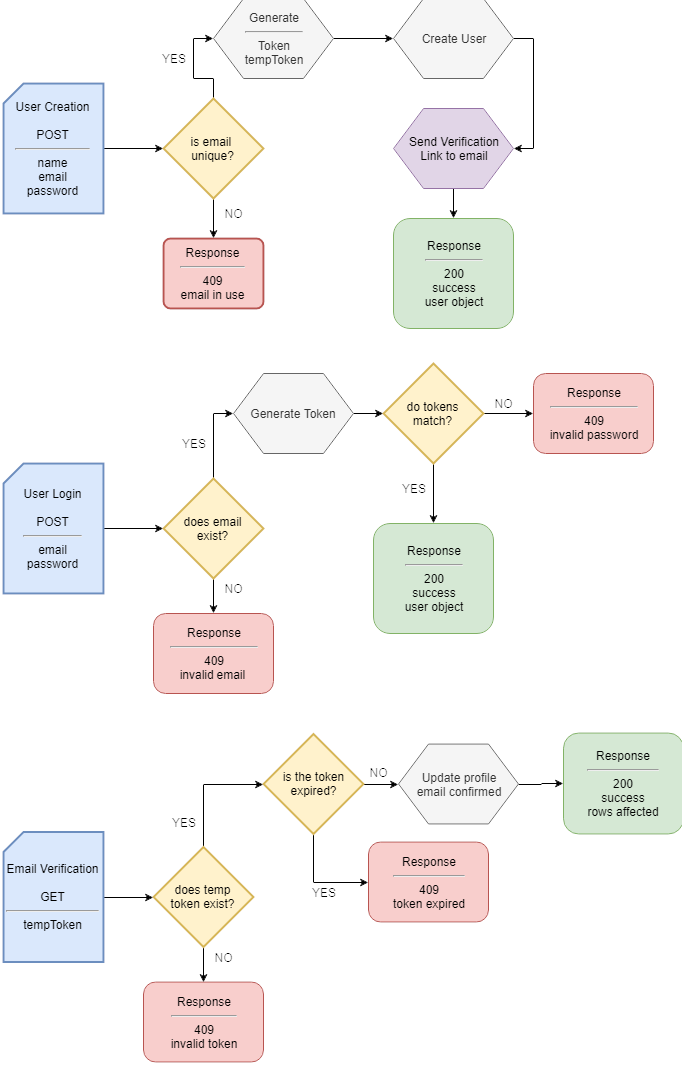 Generate
Token
tempToken
Create User
YES
User Creation
POST
name
email
password
is email
unique?
Send Verification
Link to email
NO
Response
409
email in use
Response
200
success
user object
Generate Token
do tokens
match?
NO
Response
409
invalid password
YES
YES
User Login
POST
email
password
does email
exist?
Response
200
success
user object
NO
Response
409
invalid email
is the token
expired?
NO
Update profile
email confirmed
Response
200
success
rows affected
YES
Email Verification
GET
tempToken
does temp
token exist?
YES
Response
409
token expired
NO
Response
409
invalid token